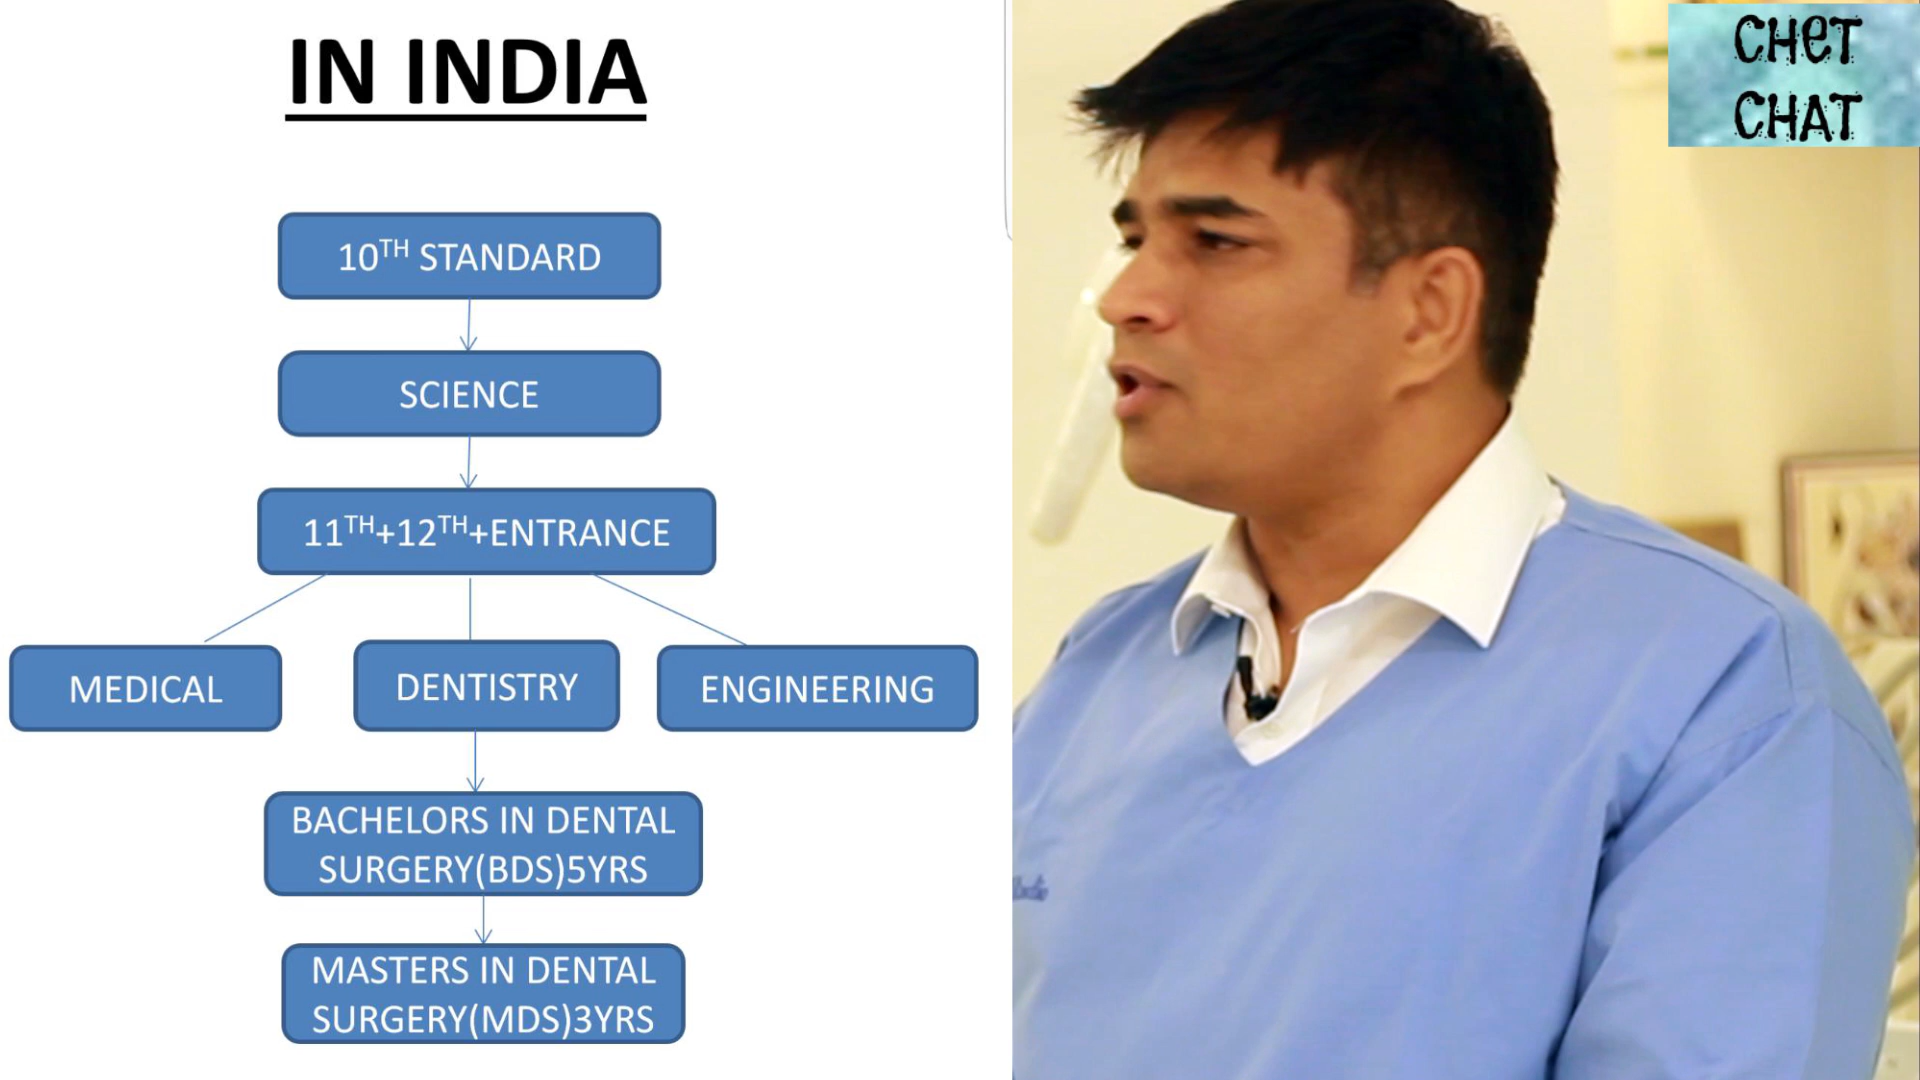 IN INDIA
10TH STANDARD
SCIENCE
11TH+12TH+ENTRANCE
MEDICAL
DENTISTRY
ENGINEERING
BACHELORS IN DENTAL
SURGERY(BDS)5YRS
MASTERS IN DENTAL
SURGERY(MDS)3YRS
CHET
CHAT